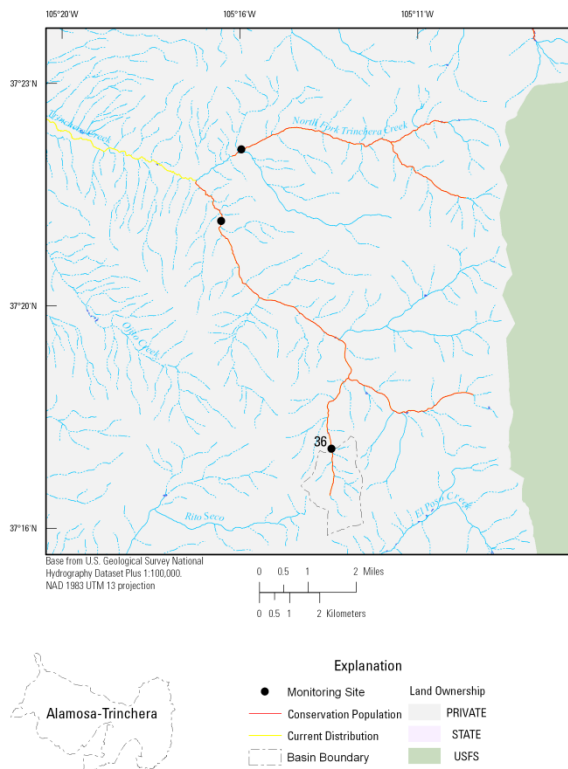 105°20'W 105°16'W 105°11'W
37°23'N
Trinchera Creek
North Fork Trinchera Creek
37°20'N
Ojito Creek
36
El Poso Creek
Rito Seco
37°16'N
Base from U.S. Geological Survey National
Hydrography Dataset Plus 1:100,000.
NAD 1983 UTM 13 projection
0 0.5 1 2 Miles
0 0.5 1 2 Kilometers
Explanation
Monitoring Site
Conservation Population
Current Distribution
Basin Boundary
Land Ownership
PRIVATE
STATE
USFS
Alamosa-Trinchera